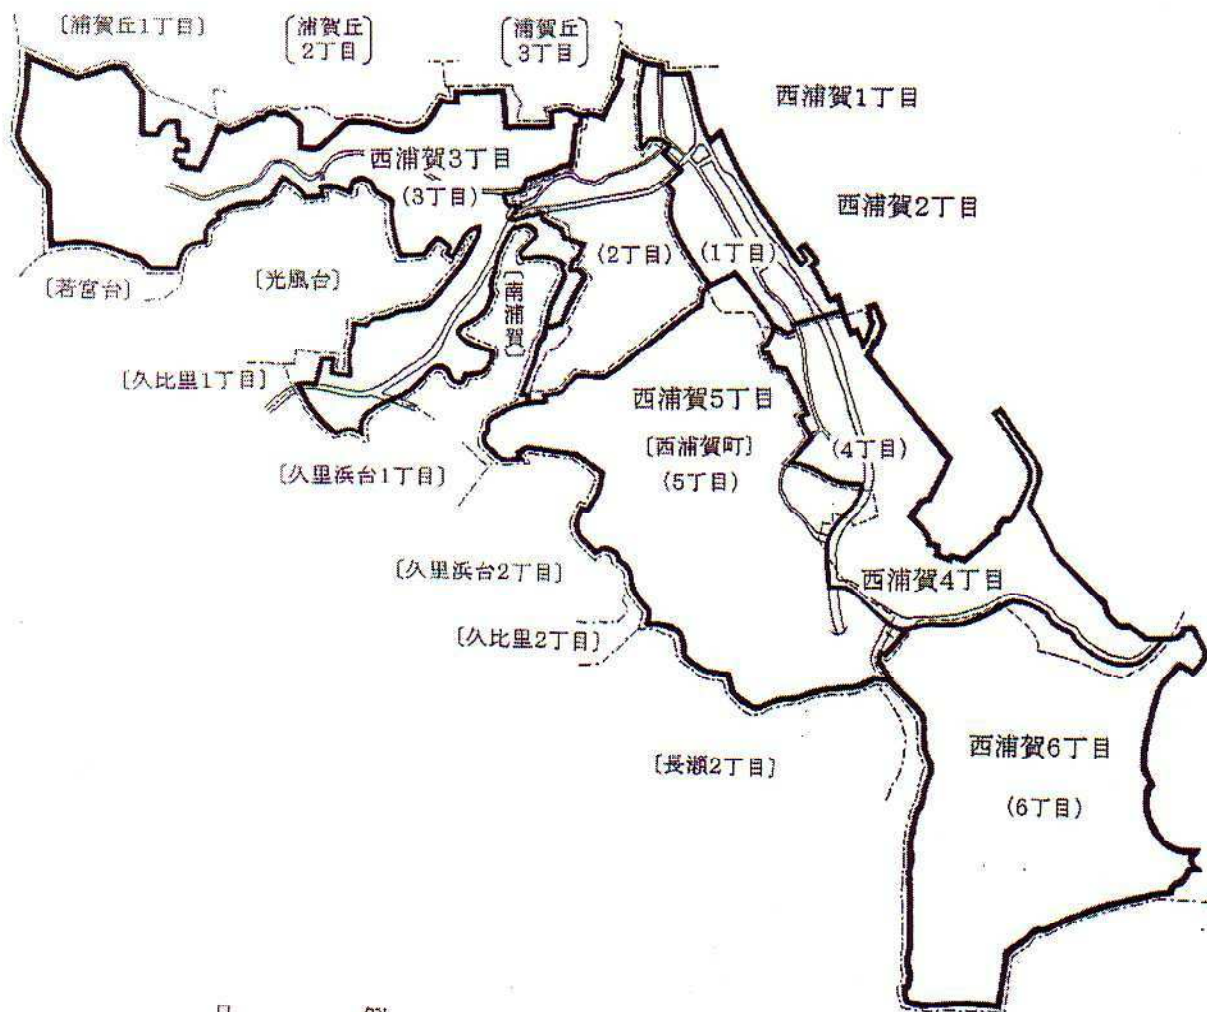 〔浦賀丘1丁目〕
〔浦賀丘
2丁目〕
〔浦賀丘
3丁目〕
西浦賀1丁目
西浦賀3丁目
(3丁目)
西浦賀2丁目
(2丁目)
(1丁目)
〔若宮台〕
〔光風台〕
〔南浦賀〕
〔久比里1丁目〕
西浦賀5丁目
〔西浦賀町〕
(5丁目)
(4丁目)
〔久里浜台1丁目〕
〔久里浜台2丁目〕
西浦賀4丁目
〔久比里2丁目〕
西浦賀6丁目
(6丁目)
〔長瀬2丁目〕